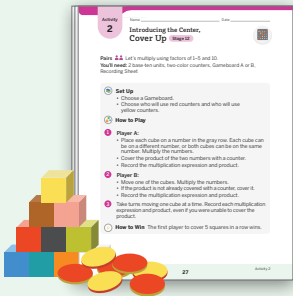 Activity
2
Name
Date
Introducing the Center,
Cover Up Stage 12
Pairs Let's multiply using factors of 1–5 and 10.
You'll need: 2 base-ten units, two-color counters, Gameboard A or B,
Recording Sheet
Set Up
• Choose a Gameboard.
• Choose who will use red counters and who will use
yellow counters.
How to Play
1 Player A:
• Place each cube on a number in the gray row. Each cube can
be on a different number, or both cubes can be on the same
number. Multiply the numbers.
• Cover the product of the two numbers with a counter.
• Record the multiplication expression and product.
2 Player B:
• Move one of the cubes. Multiply the numbers.
• If the product is not already covered with a counter, cover it.
• Record the multiplication expression and product.
3 Take turns moving one cube at a time. Record each multiplication
expression and product, even if you were unable to cover the
product.
How to Win The first player to cover 5 squares in a row wins.
27
Activity 2